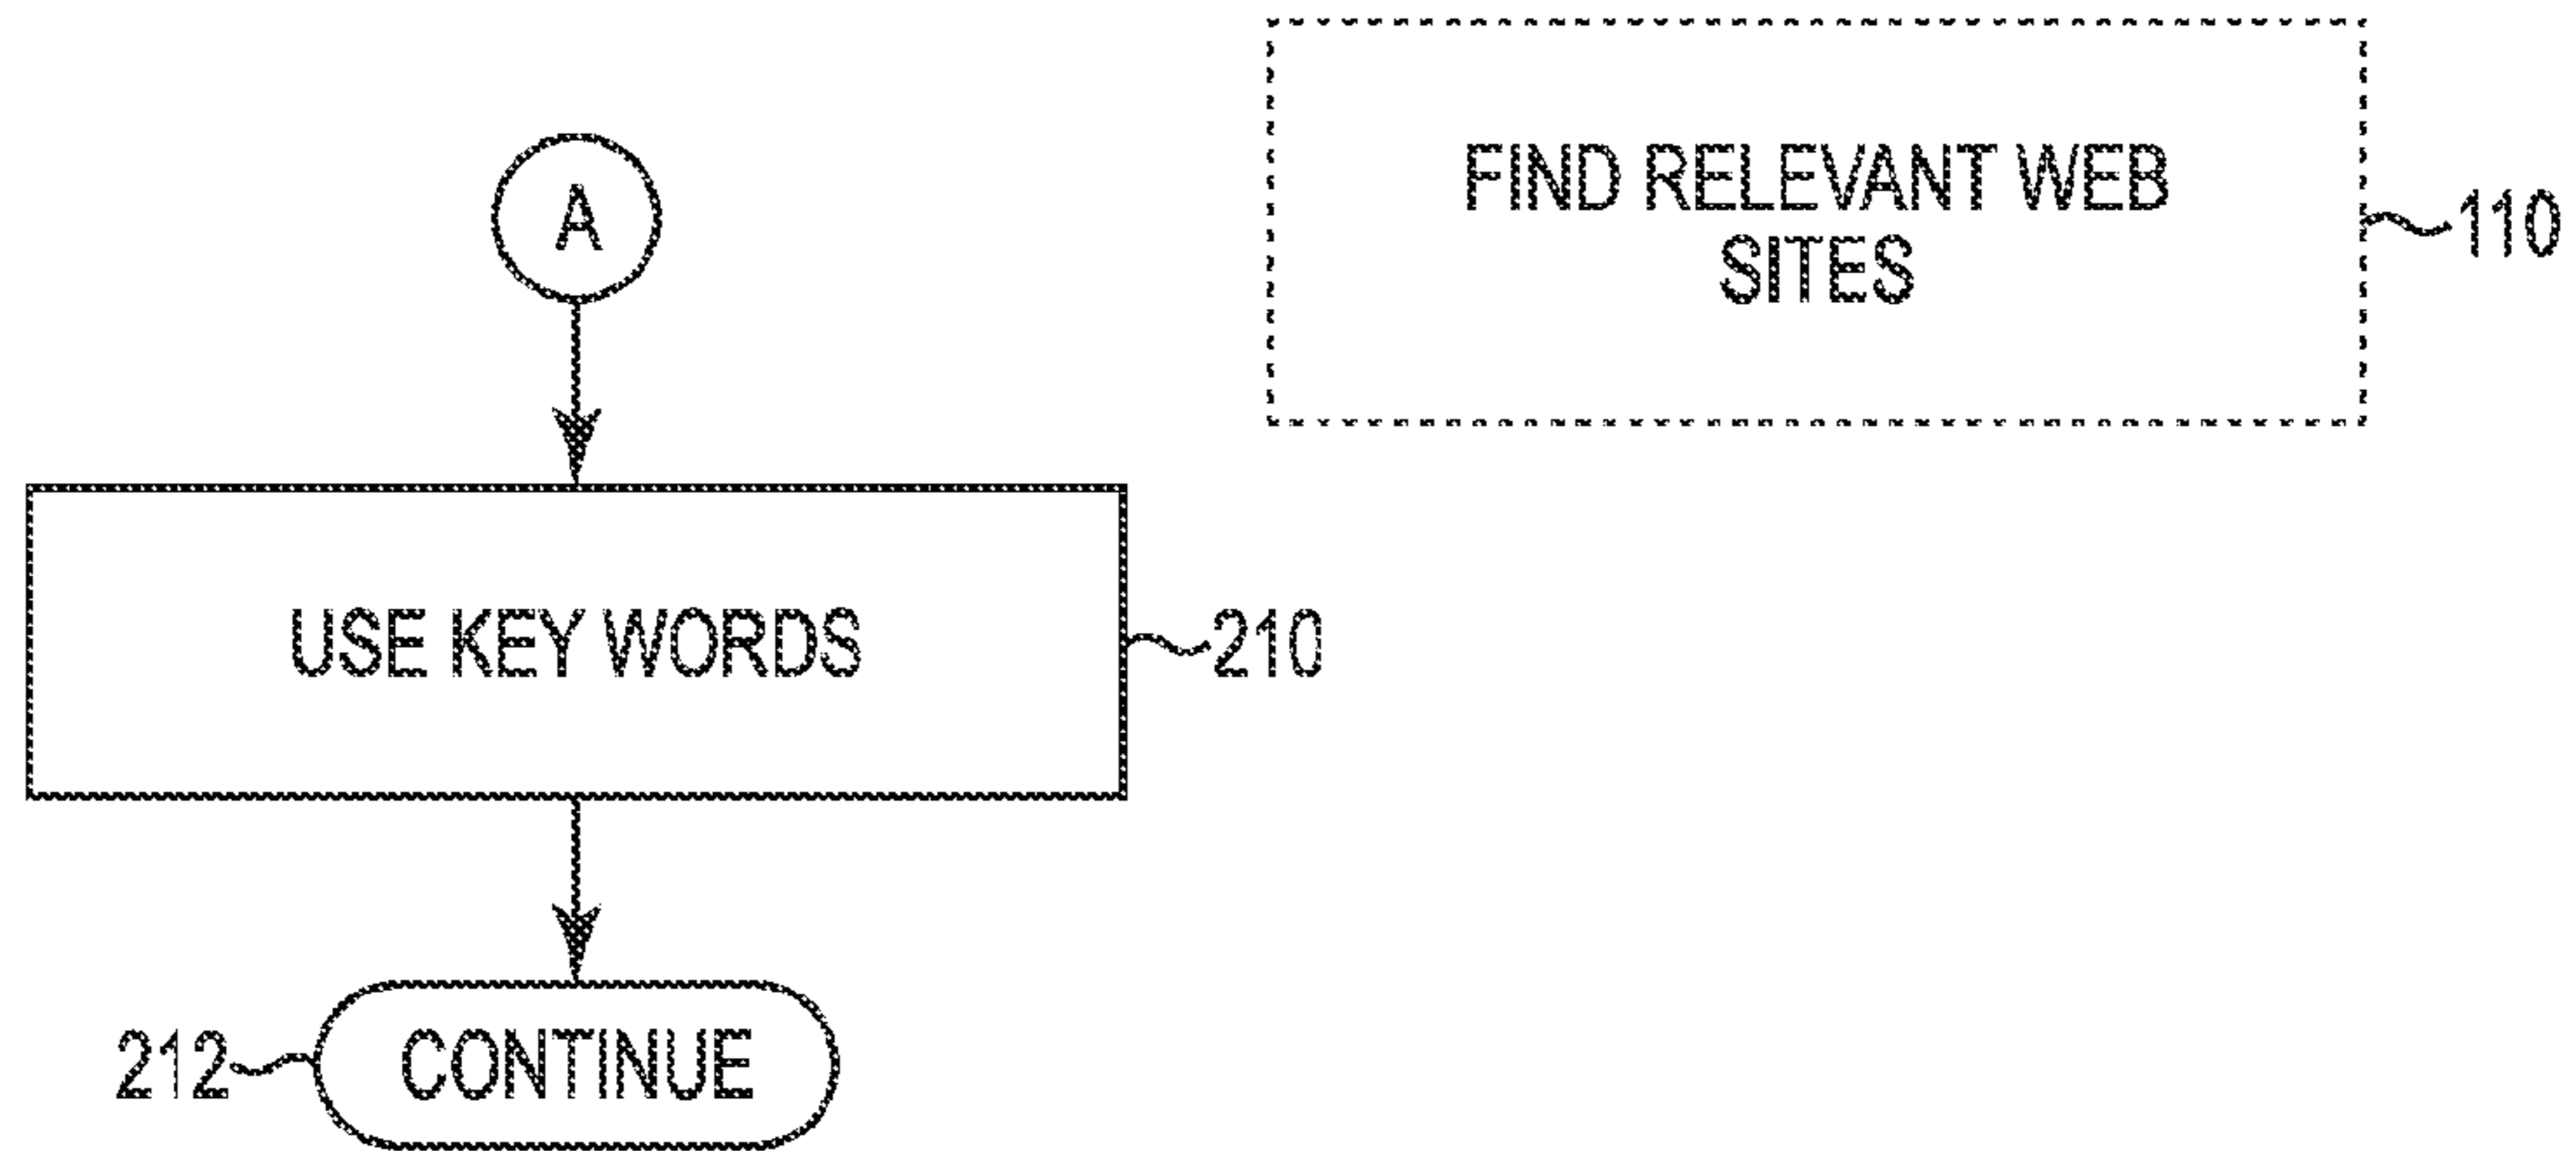 A
FIND RELEVANT WEB
SITES
110
USE KEY WORDS
210
212
CONTINUE